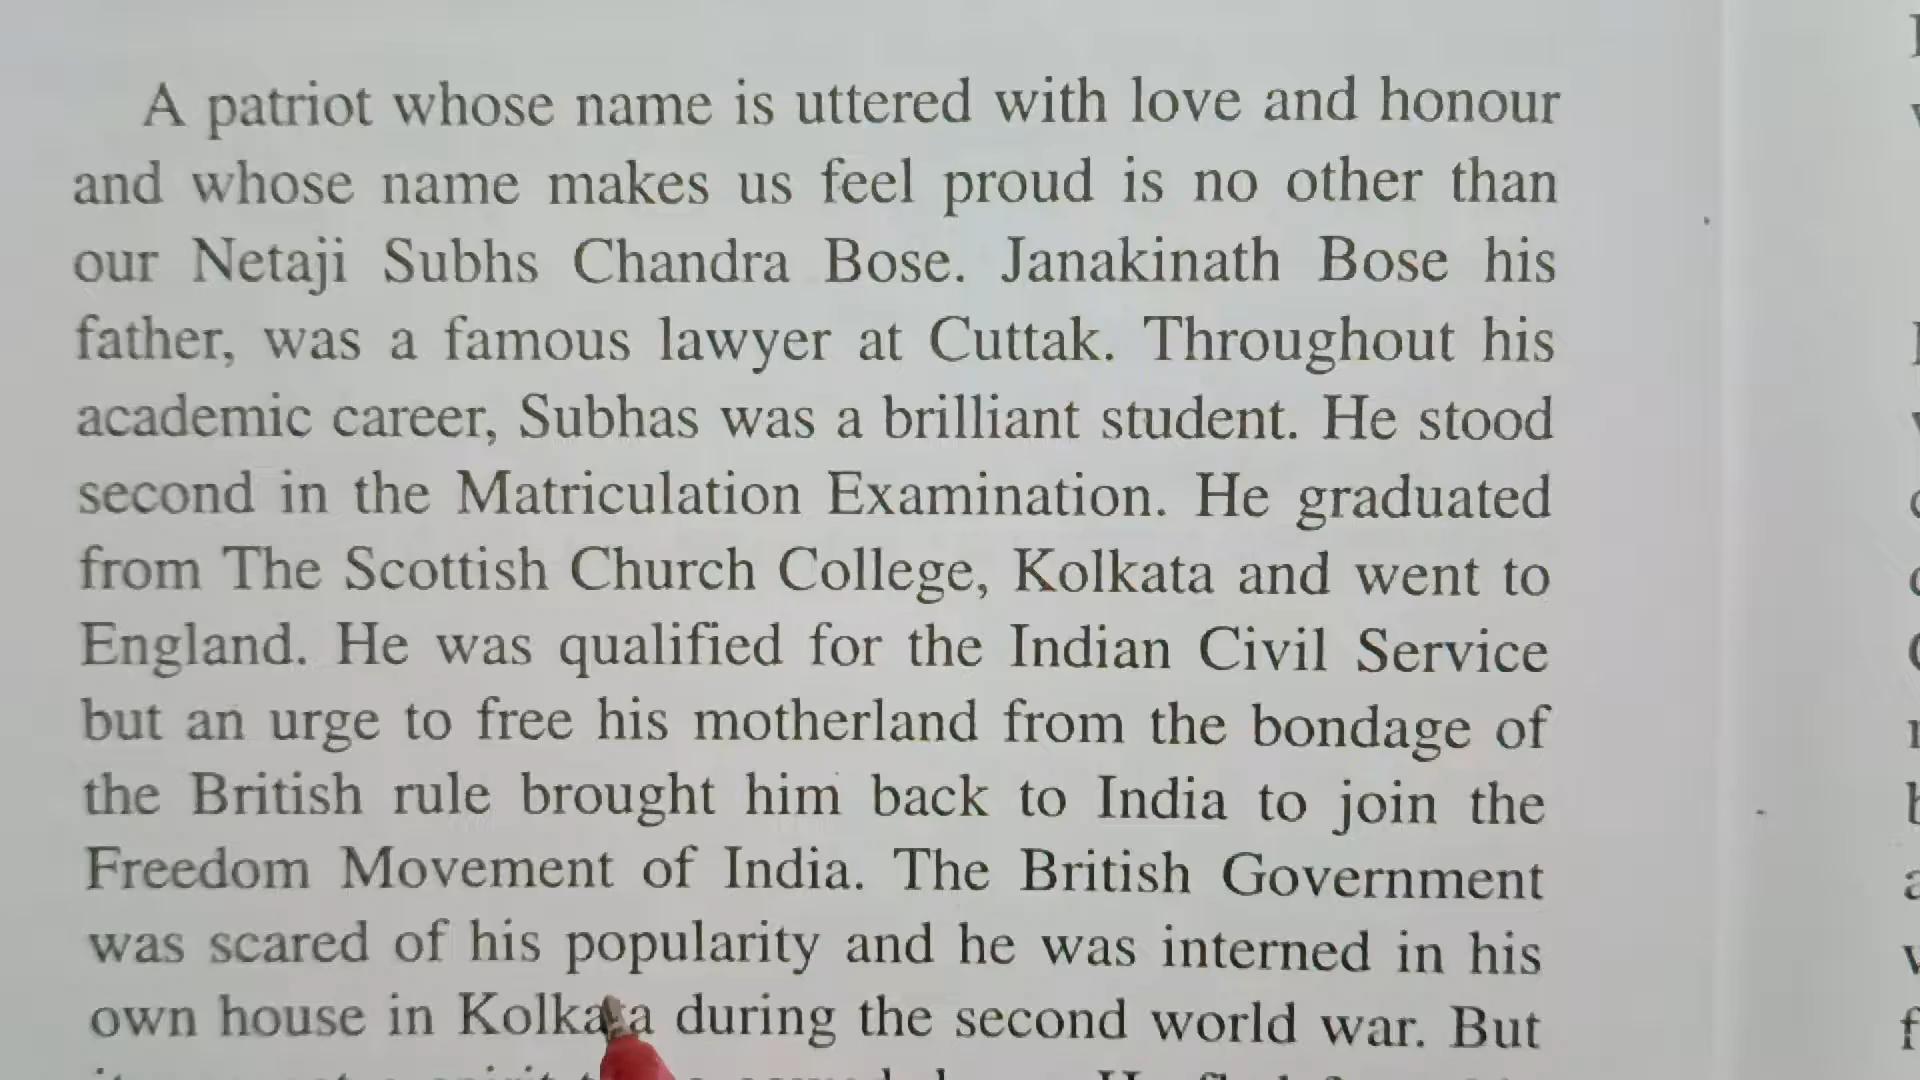 A patriot whose name is uttered with love and honour
and whose name makes us feel proud is no other than
our Netaji Subhs Chandra Bose. Janakinath Bose his
father, was a famous lawyer at Cuttak. Throughout his
academic career, Subhas was a brilliant student. He stood
second in the Matriculation Examination. He graduated
from The Scottish Church College, Kolkata and went to
England. He was qualified for the Indian Civil Service
but an urge to free his motherland from the bondage of
the British rule brought him back to India to join the
Freedom Movement of India. The British Government
was scared of his popularity and he was interned in his
own house in Kolkata during the second world war. But